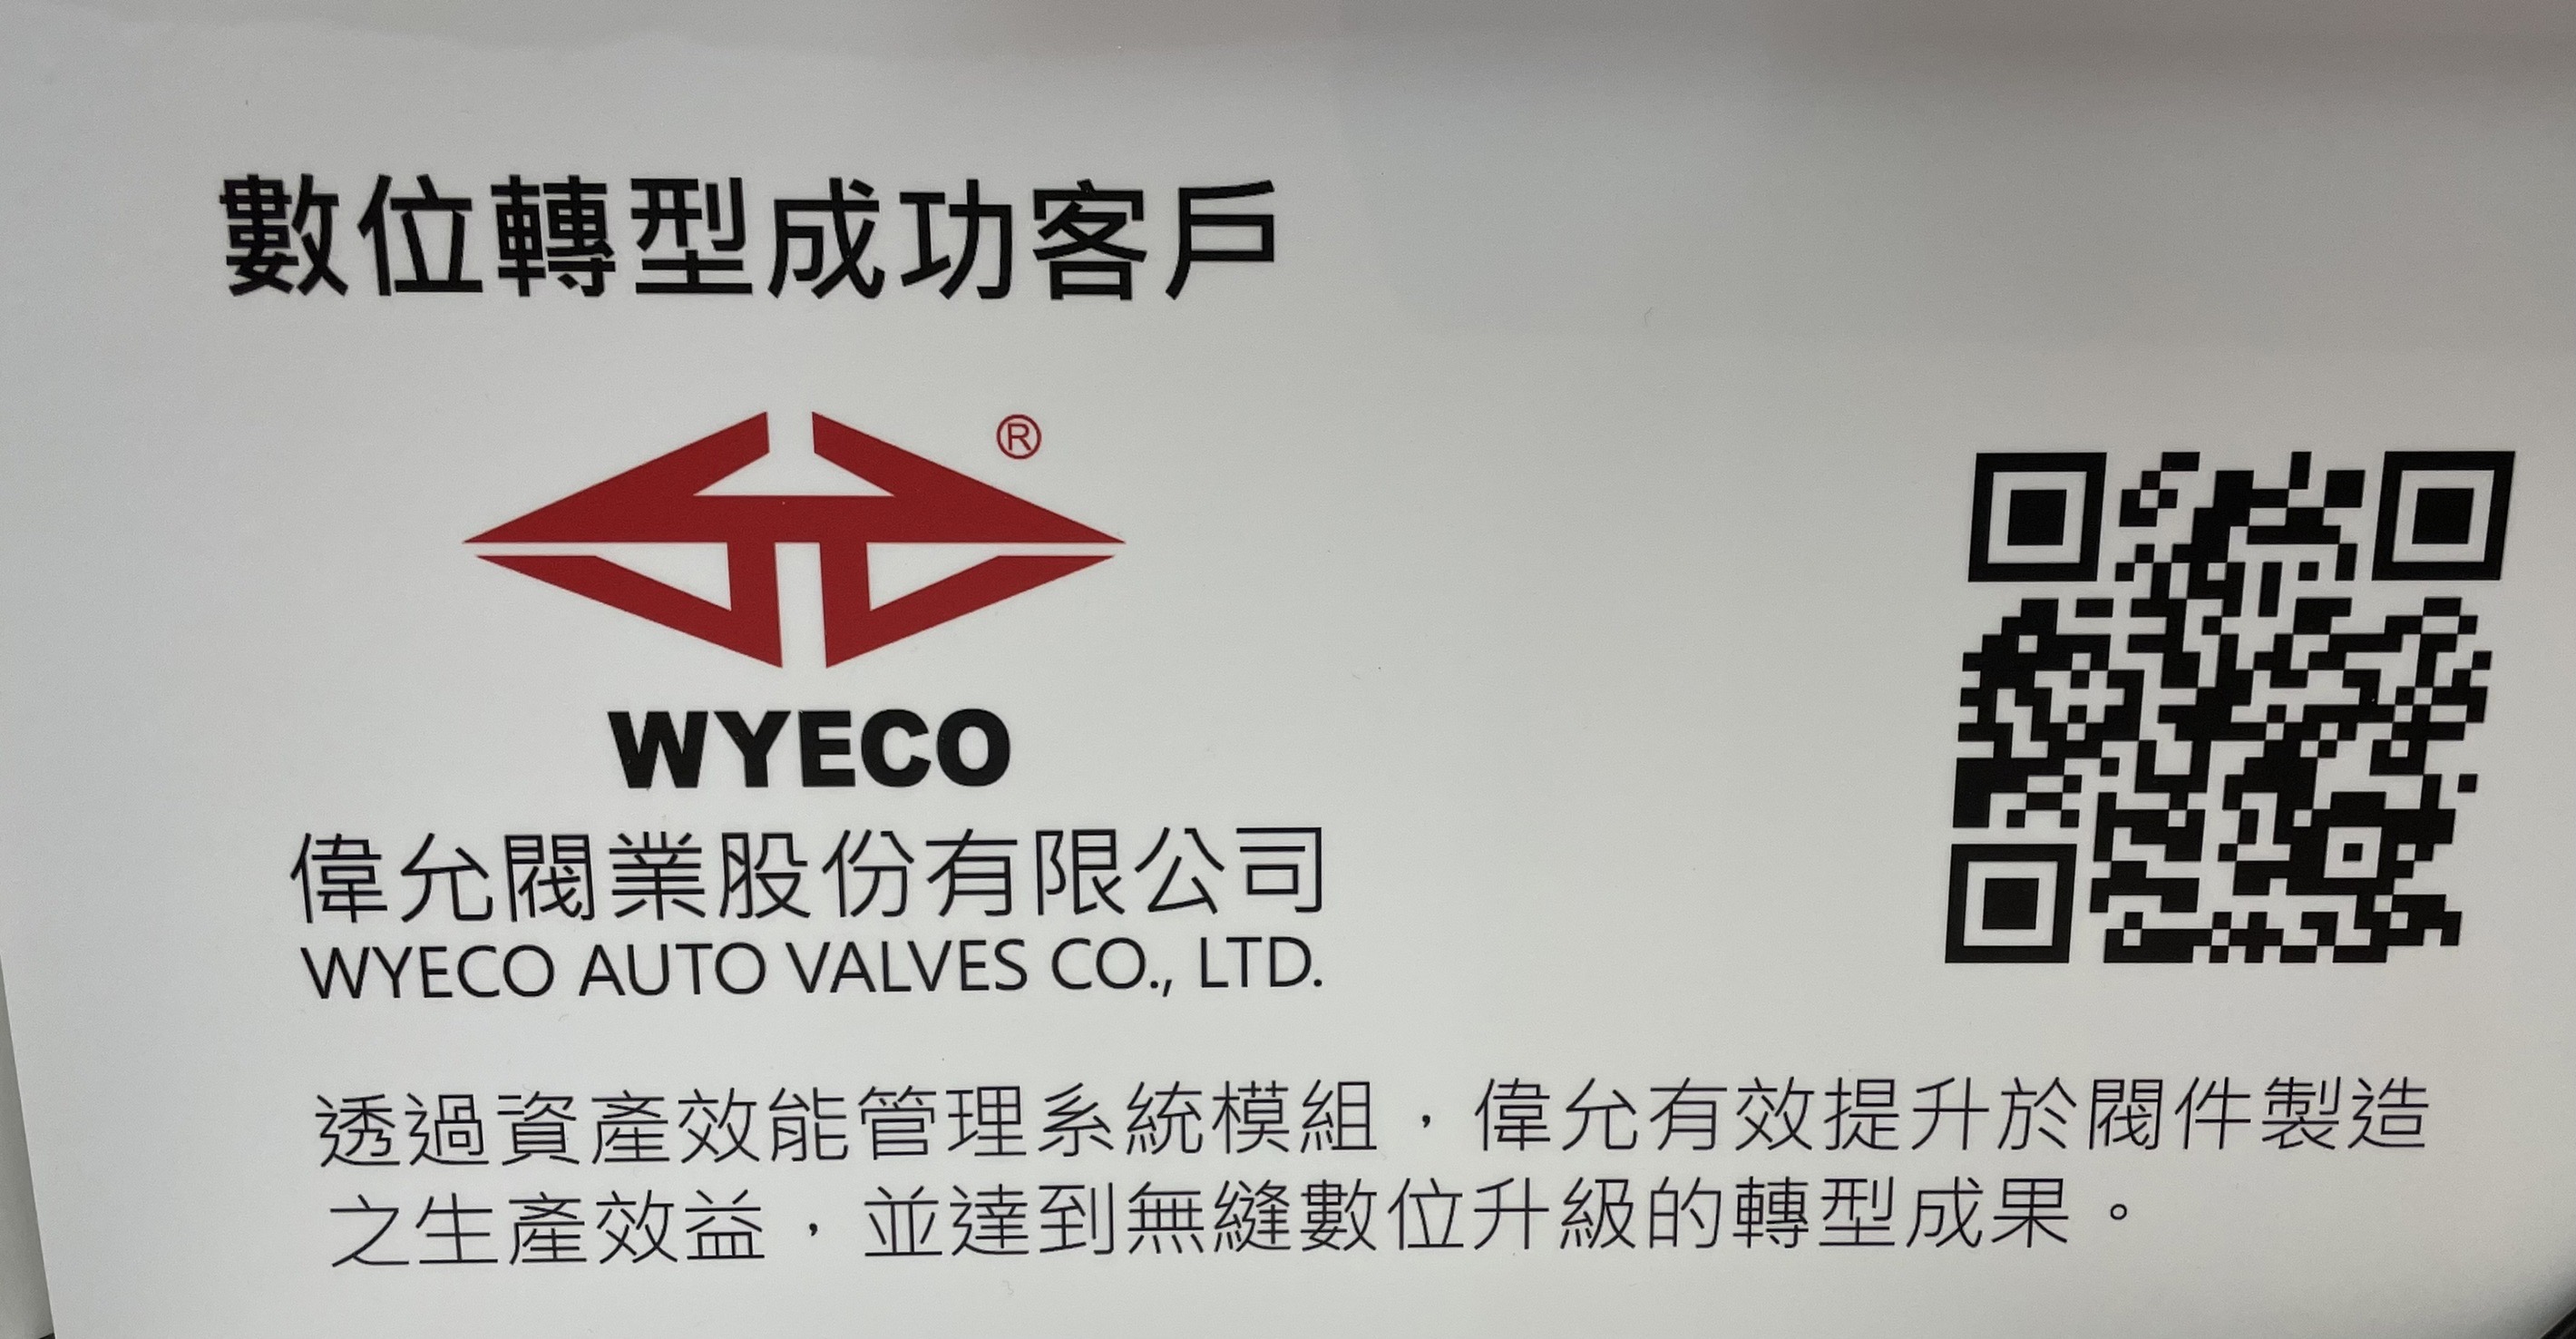 數位轉型成功客戶
®
WYECO
偉允閥業股份有限公司
WYECO AUTO VALVES CO., LTD.
透過資產效能管理系統模組，偉允有效提升於閥件製造
之生產效益，並達到無縫數位升級的轉型成果。